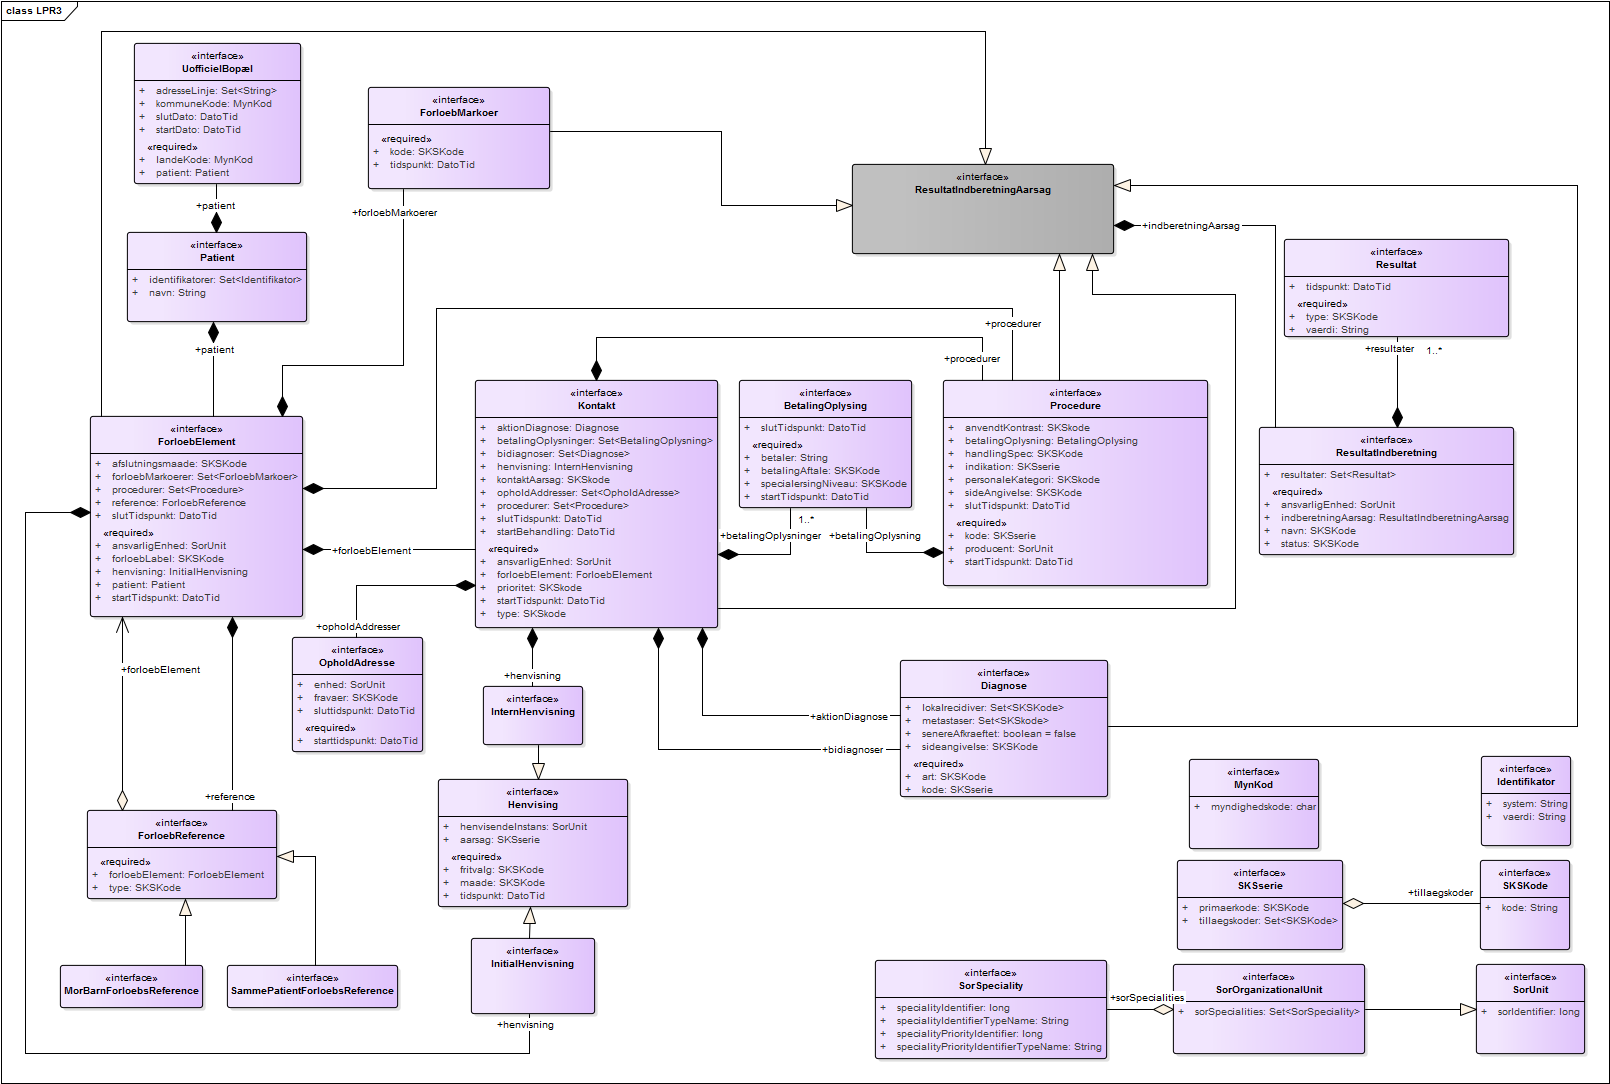 class LPR3
«interface»
UofficielBopæl
+ adresseLinje: Set<String>
+ kommuneKode: MynKod
+ slutDato: DatoTid
+ startDato: DatoTid
«required»
+ landeKode: MynKod
+ patient: Patient
+patient
«interface»
Patient
+ identifikatorer: Set<Identifikator>
+ navn: String
+patient
«interface»
ForloebMarkoer
«required»
+ kode: SKSKode
+ tidspunkt: DatoTid
+forloebMarkoerer
«interface»
ResultatIndberetningAarsag
+indberetningAarsag
«interface»
Resultat
+ tidspunkt: DatoTid
«required»
+ type: SKSKode
+ vaerdi: String
+resultater 1..*
+procedurer
+procedurer
«interface»
ForloebElement
+ afslutningsmaade: SKSKode
+ forloebMarkoerer: Set<ForloebMarkoer>
+ procedurer: Set<Procedure>
+ reference: ForloebReference
+ slutTidspunkt: DatoTid
«required»
+ ansvarligEnhed: SorUnit
+ forloebLabel: SKSKode
+ henvisning: InitialHenvisning
+ patient: Patient
+ startTidspunkt: DatoTid
+forloebElement
«interface»
Kontakt
+ aktionDiagnose: Diagnose
+ betalingOplysninger: Set<BetalingOplysning>
+ bidiagnoser: Set<Diagnose>
+ henvisning: InternHenvisning
+ kontaktAarsag: SKSkode
+ opholdAddresser: Set<OpholdAdresse>
+ procedurer: Set<Procedure>
+ slutTidspunkt: DatoTid
+ startBehandling: DatoTid
«required»
+ ansvarligEnhed: SorUnit
+ forloebElement: ForloebElement
+ prioritet: SKSkode
+ startTidspunkt: DatoTid
+ type: SKSkode
«interface»
BetalingOplysing
+ slutTidspunkt: DatoTid
«required»
+ betaler: String
+ betalingAftale: SKSKode
+ specialersingNiveau: SKSKode
+ startTidspunkt: DatoTid
1..*
+betalingOplysninger
+betalingOplysning
«interface»
Procedure
+ anvendtKontrast: SKSkode
+ betalingOplysning: BetalingOplysing
+ handlingSpec: SKSKode
+ indikation: SKSserie
+ personaleKategori: SKSkode
+ sideAngivelse: SKSKode
+ slutTidspunkt: DatoTid
«required»
+ kode: SKSserie
+ producent: SorUnit
+ startTidspunkt: DatoTid
«interface»
ResultatIndberetning
+ resultater: Set<Resultat>
«required»
+ ansvarligEnhed: SorUnit
+ indberetningAarsag: ResultatIndberetningAarsag
+ navn: SKSKode
+ status: SKSKode
+opholdAddresser
«interface»
OpholdAdresse
+ enhed: SorUnit
+ fravaer: SKSKode
+ sluttidspunkt: DatoTid
«required»
+ starttidspunkt: DatoTid
+forloebElement
+reference
+henvisning
«interface»
InternHenvisning
+aktionDiagnose
+bidiagnoser
«interface»
Diagnose
+ lokalrecidiver: Set<SKSKode>
+ metastaser: Set<SKSkode>
+ senereAfkraeftet: boolean = false
+ sideangivelse: SKSKode
«required»
+ art: SKSKode
+ kode: SKSserie
«interface»
Henvising
+ henvisendeInstans: SorUnit
+ aarsag: SKSserie
«required»
+ fritvalg: SKSKode
+ maade: SKSKode
+ tidspunkt: DatoTid
«interface»
ForloebReference
«required»
+ forloebElement: ForloebElement
+ type: SKSKode
«interface»
MorBarnForloebsReference
«interface»
SammePatientForloebsReference
«interface»
InitialHenvisning
+henvisning
«interface»
MynKod
+ myndighedskode: char
«interface»
Identifikator
+ system: String
+ vaerdi: String
«interface»
SKSserie
+ primaerkode: SKSKode
+ tillaegskoder: Set<SKSKode>
+tillaegskoder
«interface»
SKSKode
+ kode: String
«interface»
SorSpeciality
+ specialityIdentifier: long
+ specialityIdentifierTypeName: String
+ specialityPriorityIdentifier: long
+ specialityPriorityIdentifierTypeName: String
+sorSpecialities
«interface»
SorOrganizationalUnit
+ sorSpecialities: Set<SorSpeciality>
«interface»
SorUnit
+ sorIdentifier: long